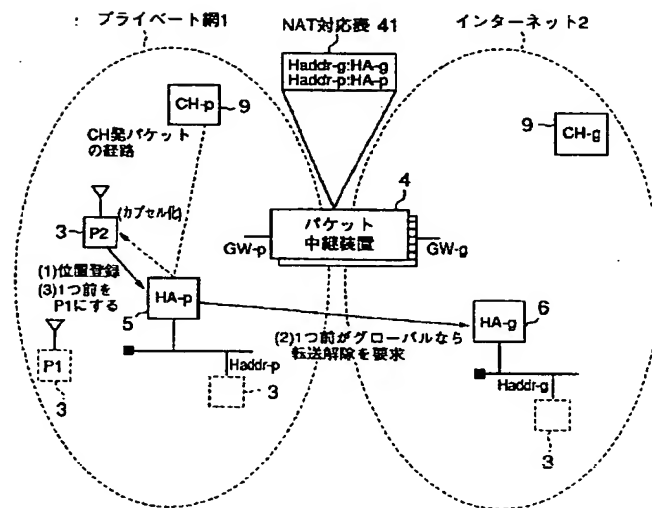 プライベート網1
NAT対応表 41
インターネット2
Haddr-g:HA-g
Haddr-p:HA-p
CH-p
9
CH発パケット
の経路
9
CH-g
4
3
P2
(カプセル化)
パケット
中継装置
GW-p
GW-g
(1)位置登録
(3)1つ前を
P1にする
HA-p
5
6
HA-g
(2)1つ前がグローバルなら
転送解除を要求
P1
3
Haddr-p
3
Haddr-g
3